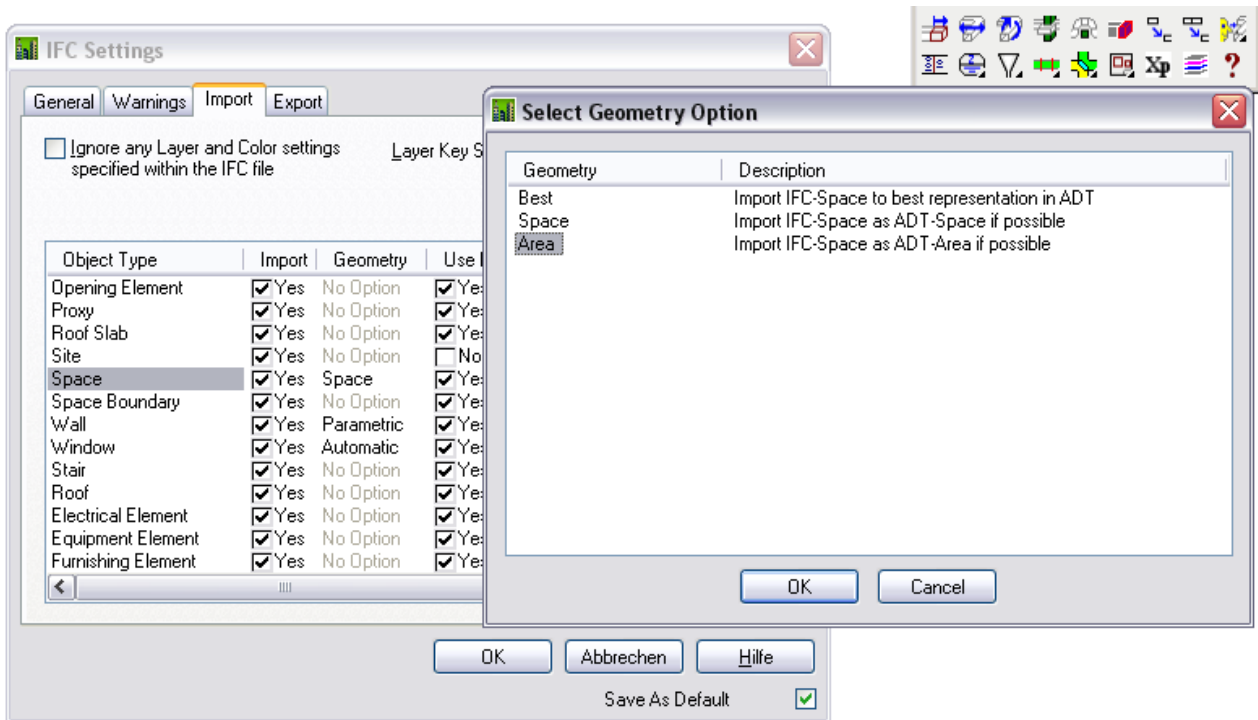 IFC Settings
General Warnings Import Export
Ignore any Layer and Color settings
specified within the IFC file
Layer Key S
Object Type Import Geometry Use
Opening Element Yes No Option Yes
Proxy Yes No Option Yes
Roof Slab Yes No Option Yes
Site Yes No Option No
Space Yes Space Yes
Space Boundary Yes No Option Yes
Wall Yes Parametric Yes
Window Yes Automatic Yes
Stair Yes No Option Yes
Roof Yes No Option Yes
Electrical Element Yes No Option Yes
Equipment Element Yes No Option Yes
Furnishing Element Yes No Option Yes
OK Abbrechen Hilfe
Save As Default
Xp ?
Select Geometry Option
Geometry Description
Best Import IFC-Space to best representation in ADT
Space Import IFC-Space as ADT-Space if possible
Area Import IFC-Space as ADT-Area if possible
OK Cancel